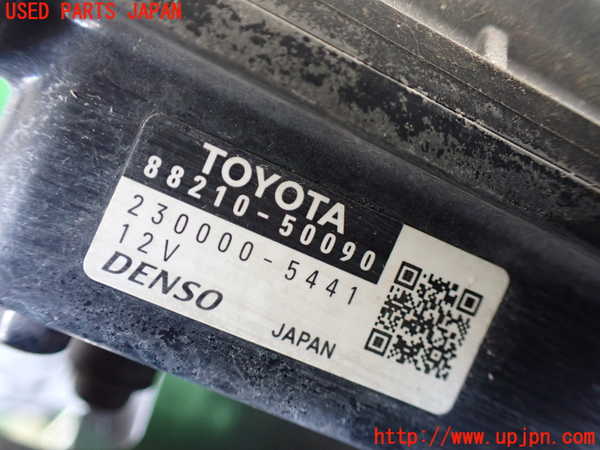 USED PARTS JAPAN
TOYOTA
88210-50090
230000-5441
12V
DENSO
JAPAN
http://www.upjpn.com/